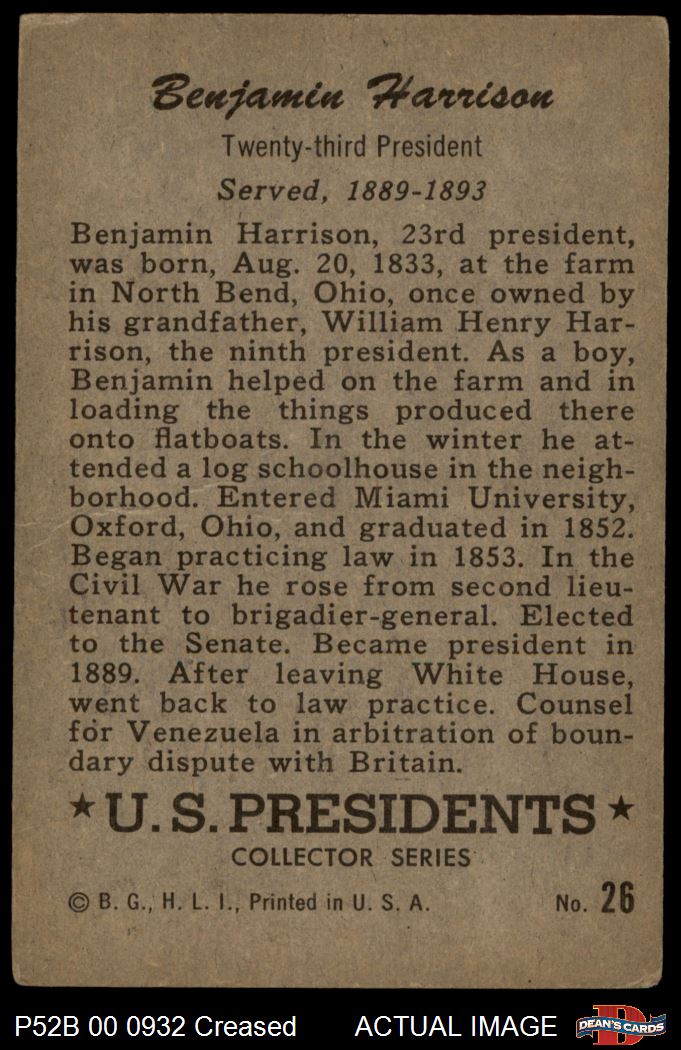 Benjamin Harrison
Twenty-third President
Served, 1889-1893
Benjamin Harrison, 23rd president,
was born, Aug. 20, 1833, at the farm
in North Bend, Ohio, once owned by
his grandfather, William Henry Har-
rison, the ninth president. As a boy,
Benjamin helped on the farm and in
loading the things produced there
onto flatboats. In the winter he at-
tended a log schoolhouse in the neigh-
borhood. Entered Miami University,
Oxford, Ohio, and graduated in 1852.
Began practicing law in 1853. In the
Civil War he rose from second lieu-
tenant to brigadier-general. Elected
to the Senate. Became president in
1889. After leaving White House,
went back to law practice. Counsel
for Venezuela in arbitration of boun-
dary dispute with Britain.
★ U. S. PRESIDENTS ★
COLLECTOR SERIES
© B. G., H. L. I., Printed in U. S. A. No. 26
P52B 00 0932 Creased ACTUAL IMAGE DEAN'S CARDS